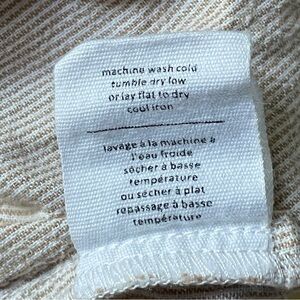 machine wash cold
tumble dry low
or lay flat to dry
cool iron
lavage à la machine à
l'eau froide
sécher à basse
température
ou sécher à plat
repassage à basse
température